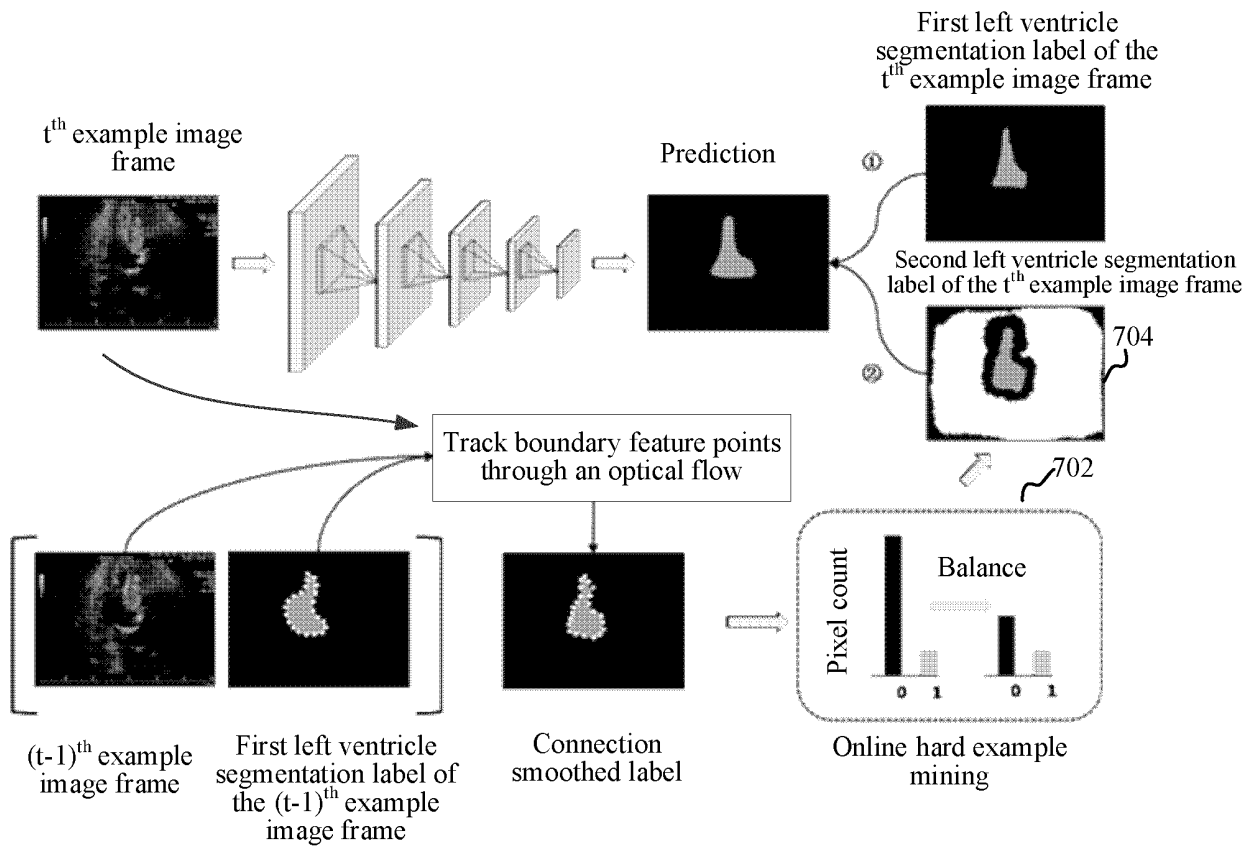 First left ventricle
segmentation label of the
tth example image frame
tth example image
frame
Prediction
①
Second left ventricle segmentation
label of the tth example image frame
704
②
Track boundary feature points
through an optical flow
702
Pixel count
Balance
0 1
0 1
(t-1)th example
image frame
First left ventricle
segmentation label of
the (t-1)th example
image frame
Connection
smoothed label
Online hard example
mining